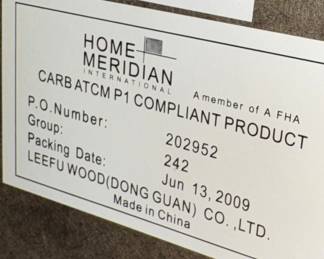 HOME
MERIDIAN
INTERNATIONAL
A member of A FHA
CARB ATCM P1 COMPLIANT PRODUCT
P.O.Number: 202952
Group: 242
Packing Date: Jun 13, 2009
LEEFU WOOD(DONG GUAN) CO.,LTD.
Made in China